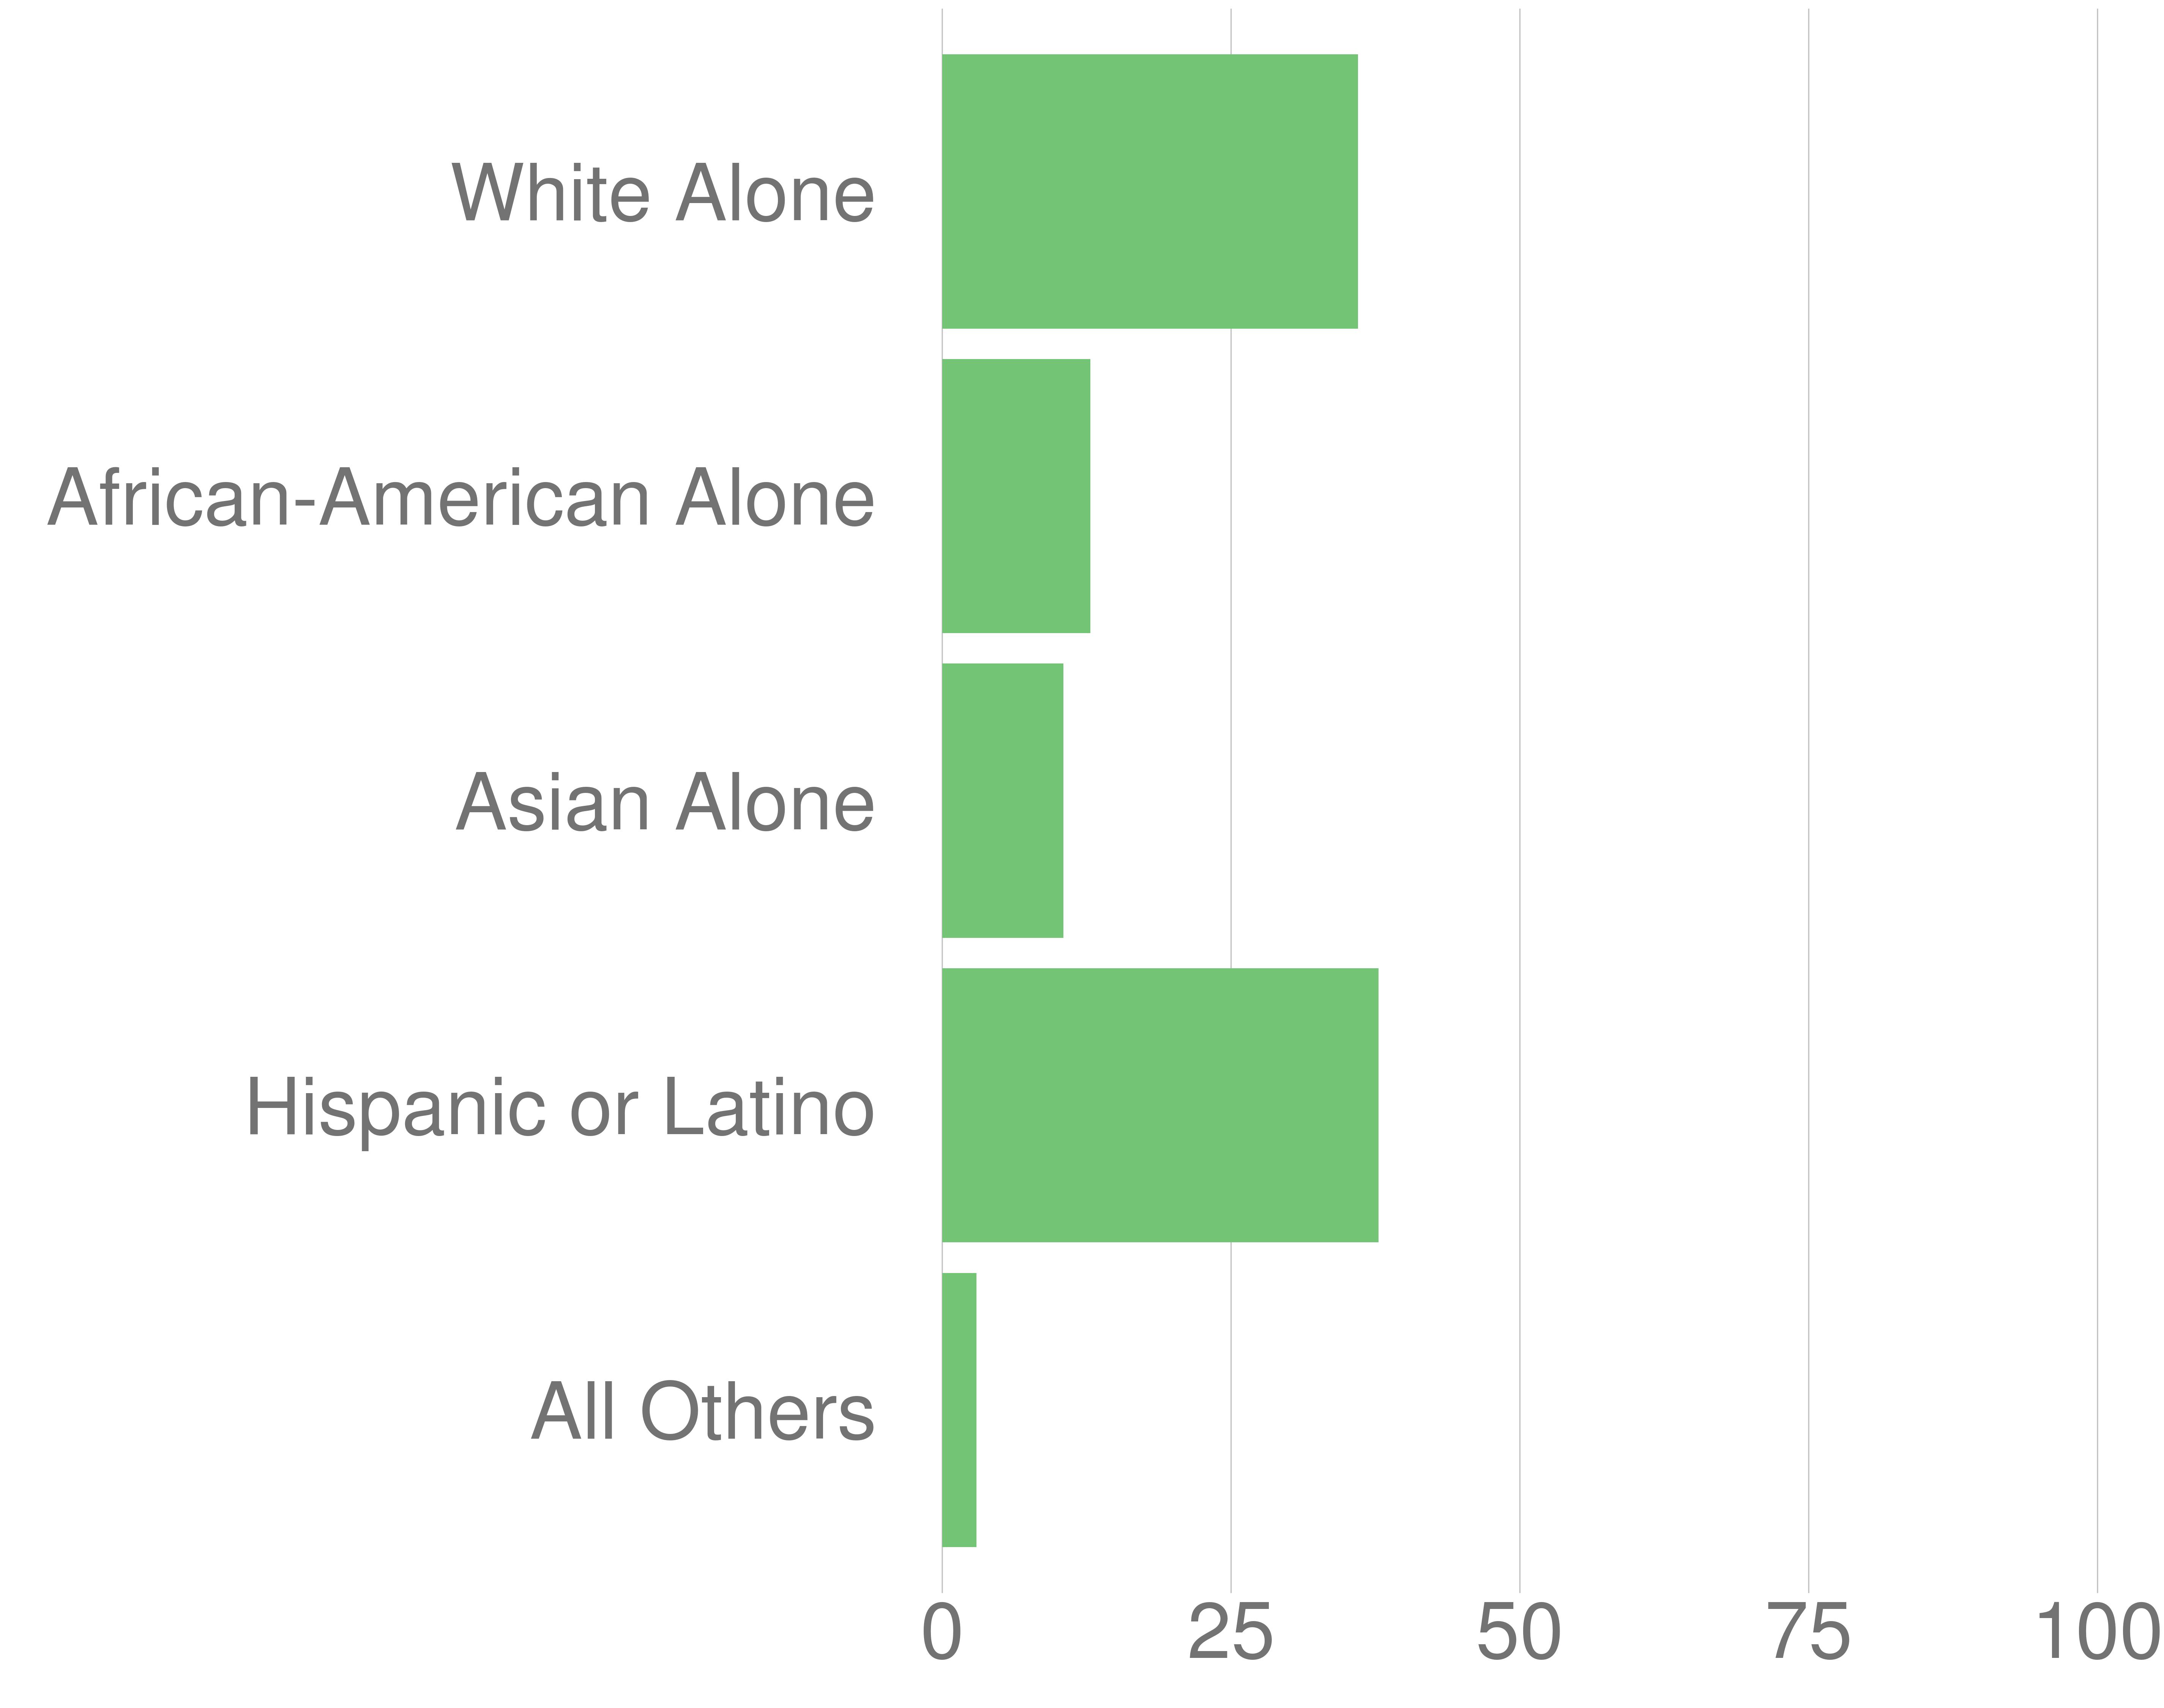 White Alone
African-American Alone
Asian Alone
Hispanic or Latino
All Others
0 25 50 75 100